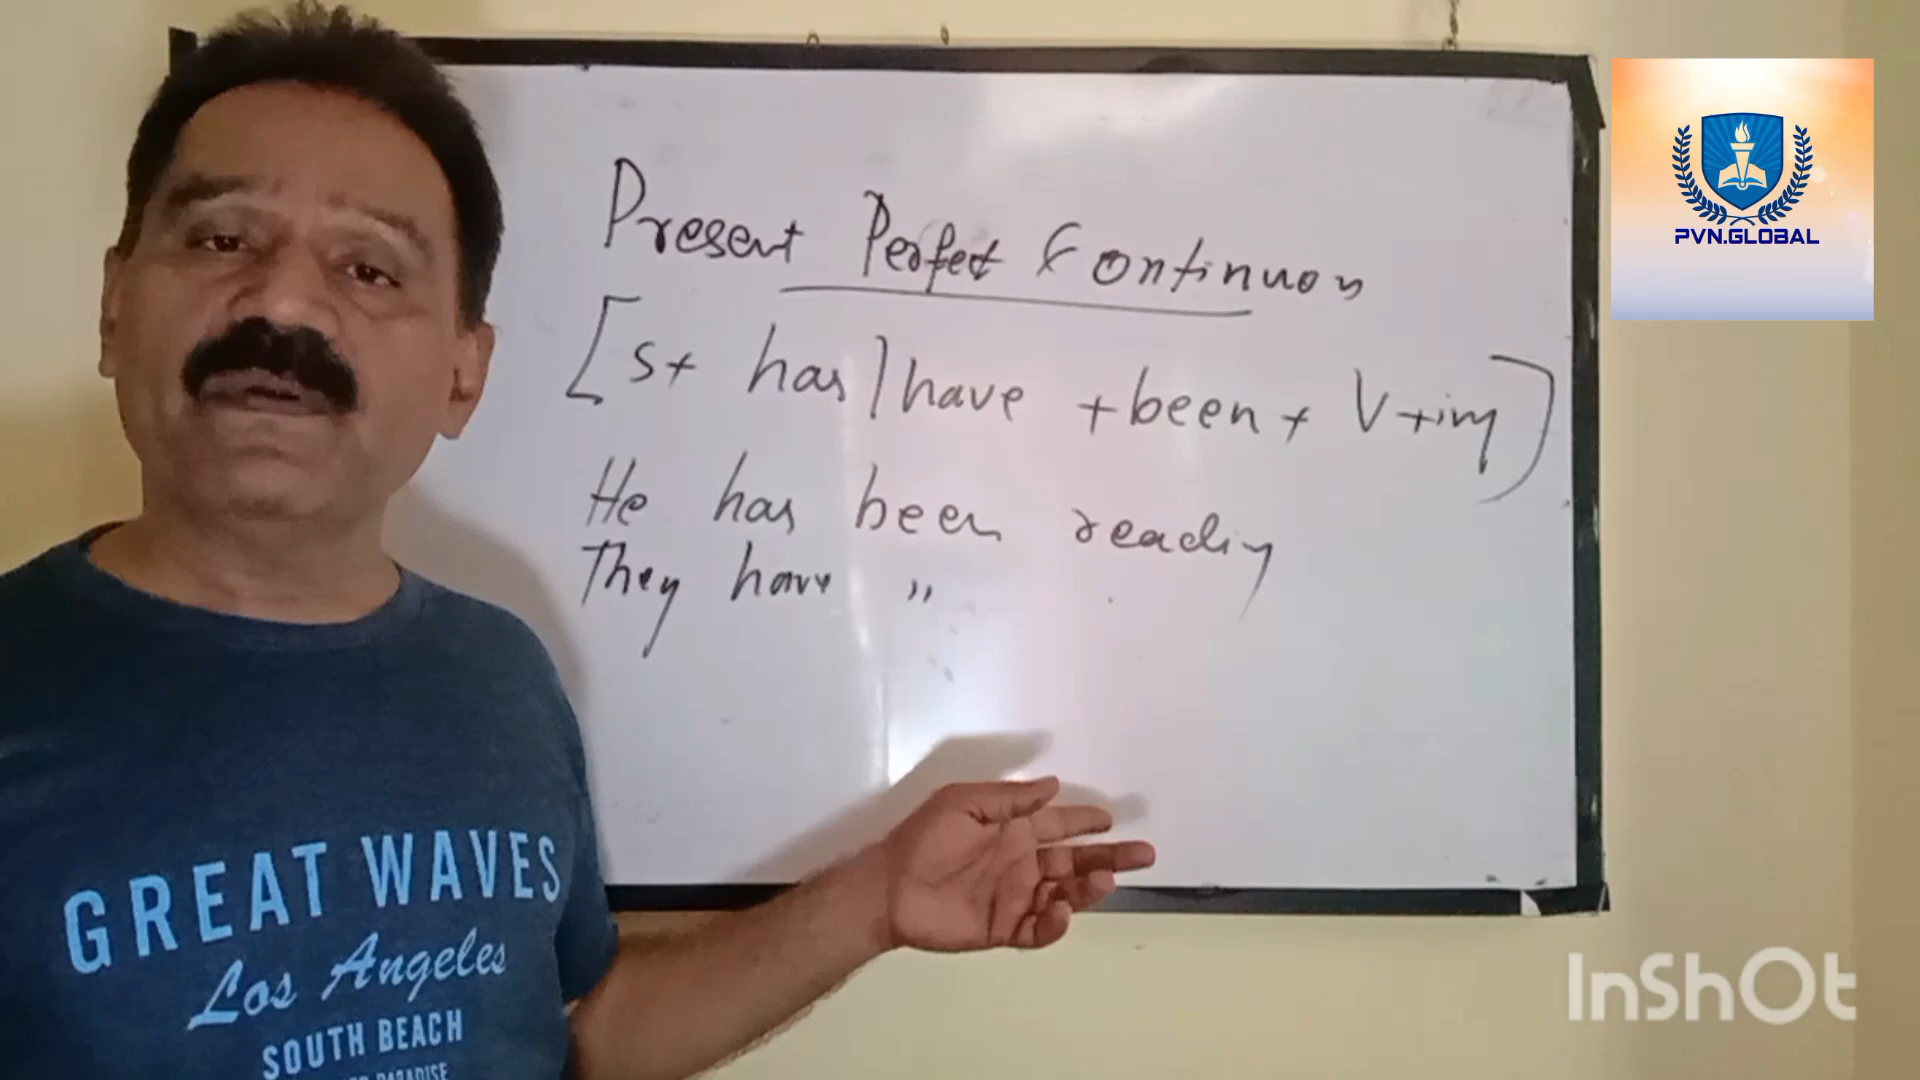 Present Perfect Continuous
[S+ has/have + been + V+ing]
He has been reading
They have "
PVN.GLOBAL
GREAT WAVES
Los Angeles
SOUTH BEACH
PARADISE
InShOt